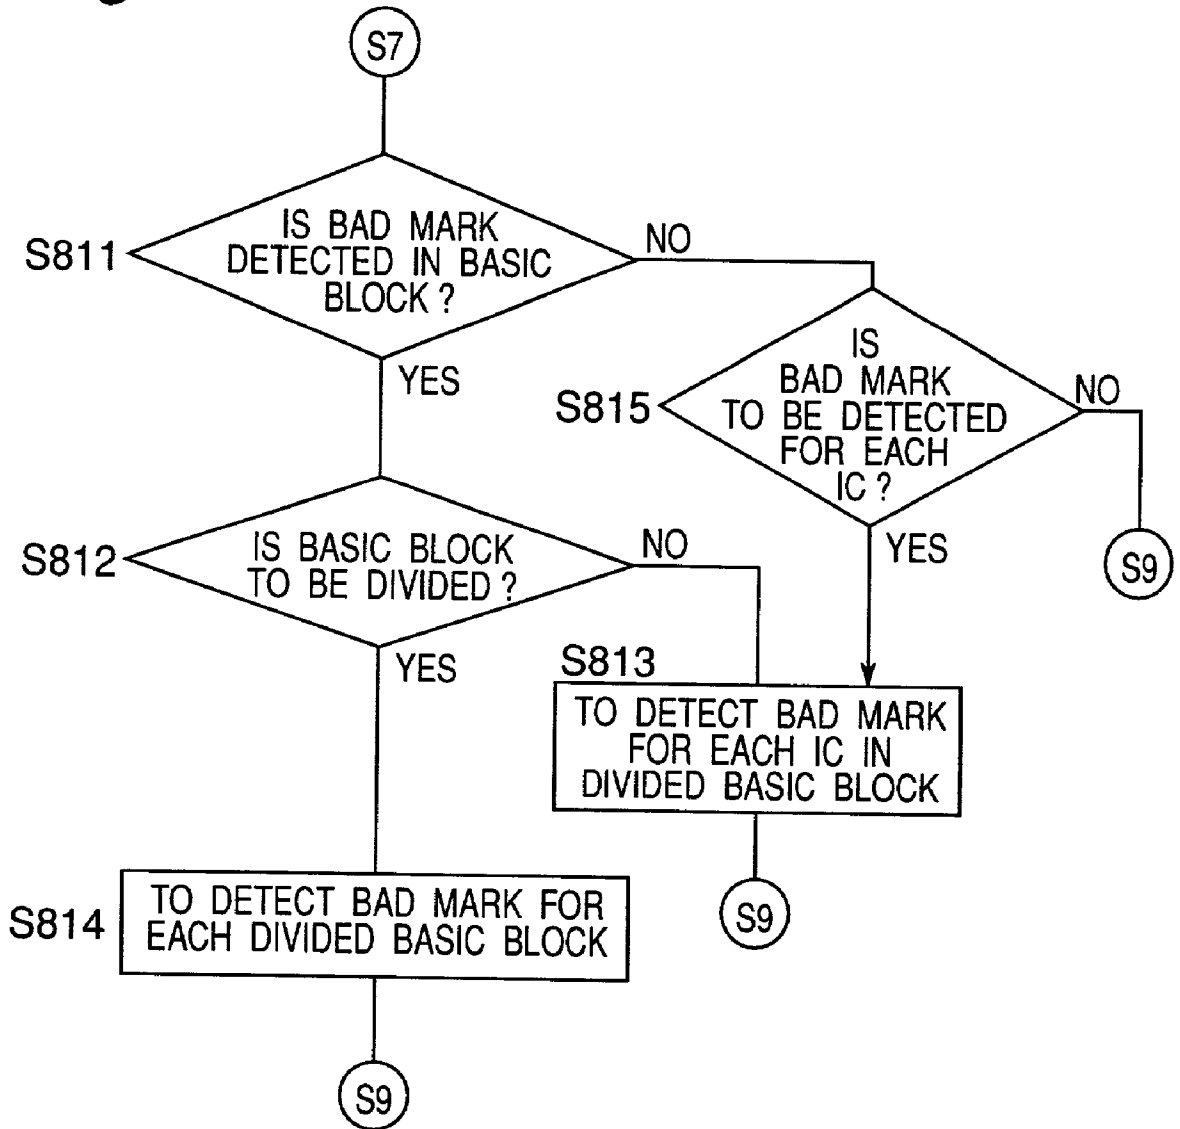 S7
S811
IS BAD MARK
DETECTED IN BASIC
BLOCK ?
NO
YES
S815
IS
BAD MARK
TO BE DETECTED
FOR EACH
IC ?
NO
YES
S9
S812
IS BASIC BLOCK
TO BE DIVIDED ?
NO
YES
S813
TO DETECT BAD MARK
FOR EACH IC IN
DIVIDED BASIC BLOCK
S9
S814
TO DETECT BAD MARK FOR
EACH DIVIDED BASIC BLOCK
S9